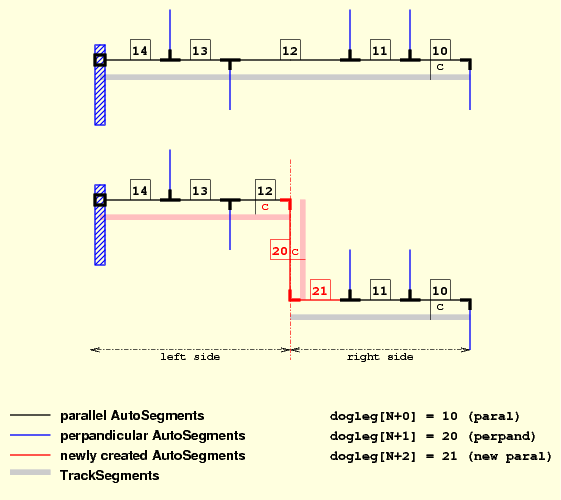 14 13 12 11 10
C
14 13 12
C
20 C
21 11 10
C
left side right side
parallel AutoSegments dogleg[N+0] = 10 (paral)
perpandicular AutoSegments dogleg[N+1] = 20 (perpand)
newly created AutoSegments dogleg[N+2] = 21 (new paral)
TrackSegments